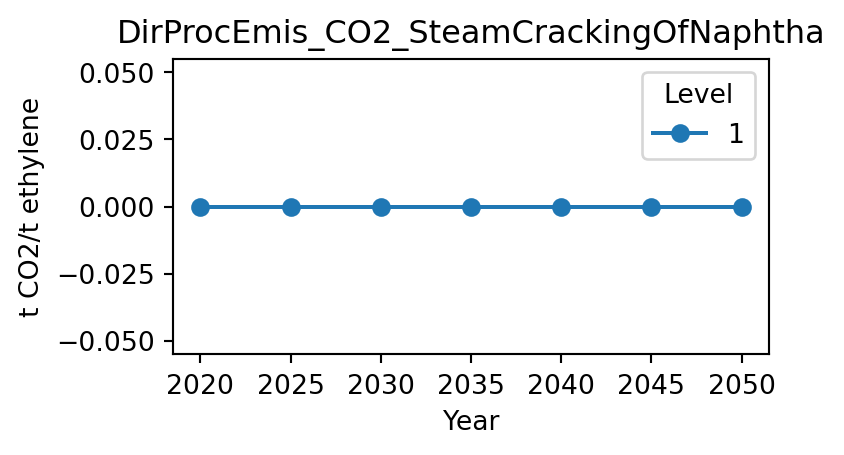 DirProcEmis_CO2_SteamCrackingOfNaphtha
t CO2/t ethylene
0.050
0.025
0.000
−0.025
−0.050
Level
1
2020 2025 2030 2035 2040 2045 2050
Year